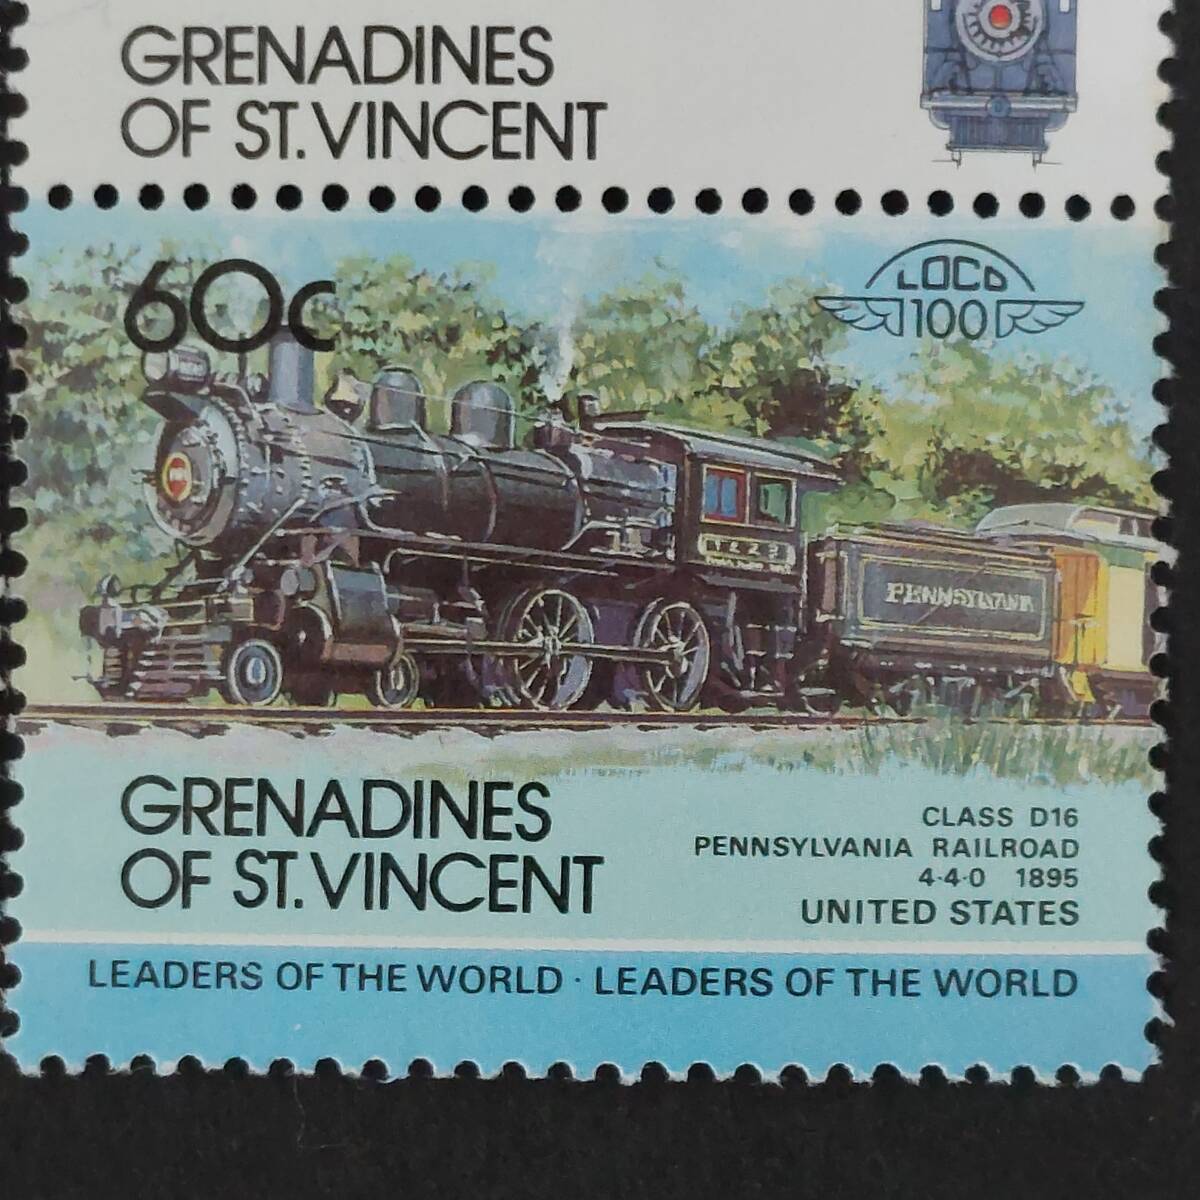 GRENADINES
OF ST. VINCENT
60c
LOCO
100
PENNSYLVANIA
GRENADINES
OF ST. VINCENT
CLASS D16
PENNSYLVANIA RAILROAD
4-4-0 1895
UNITED STATES
LEADERS OF THE WORLD · LEADERS OF THE WORLD